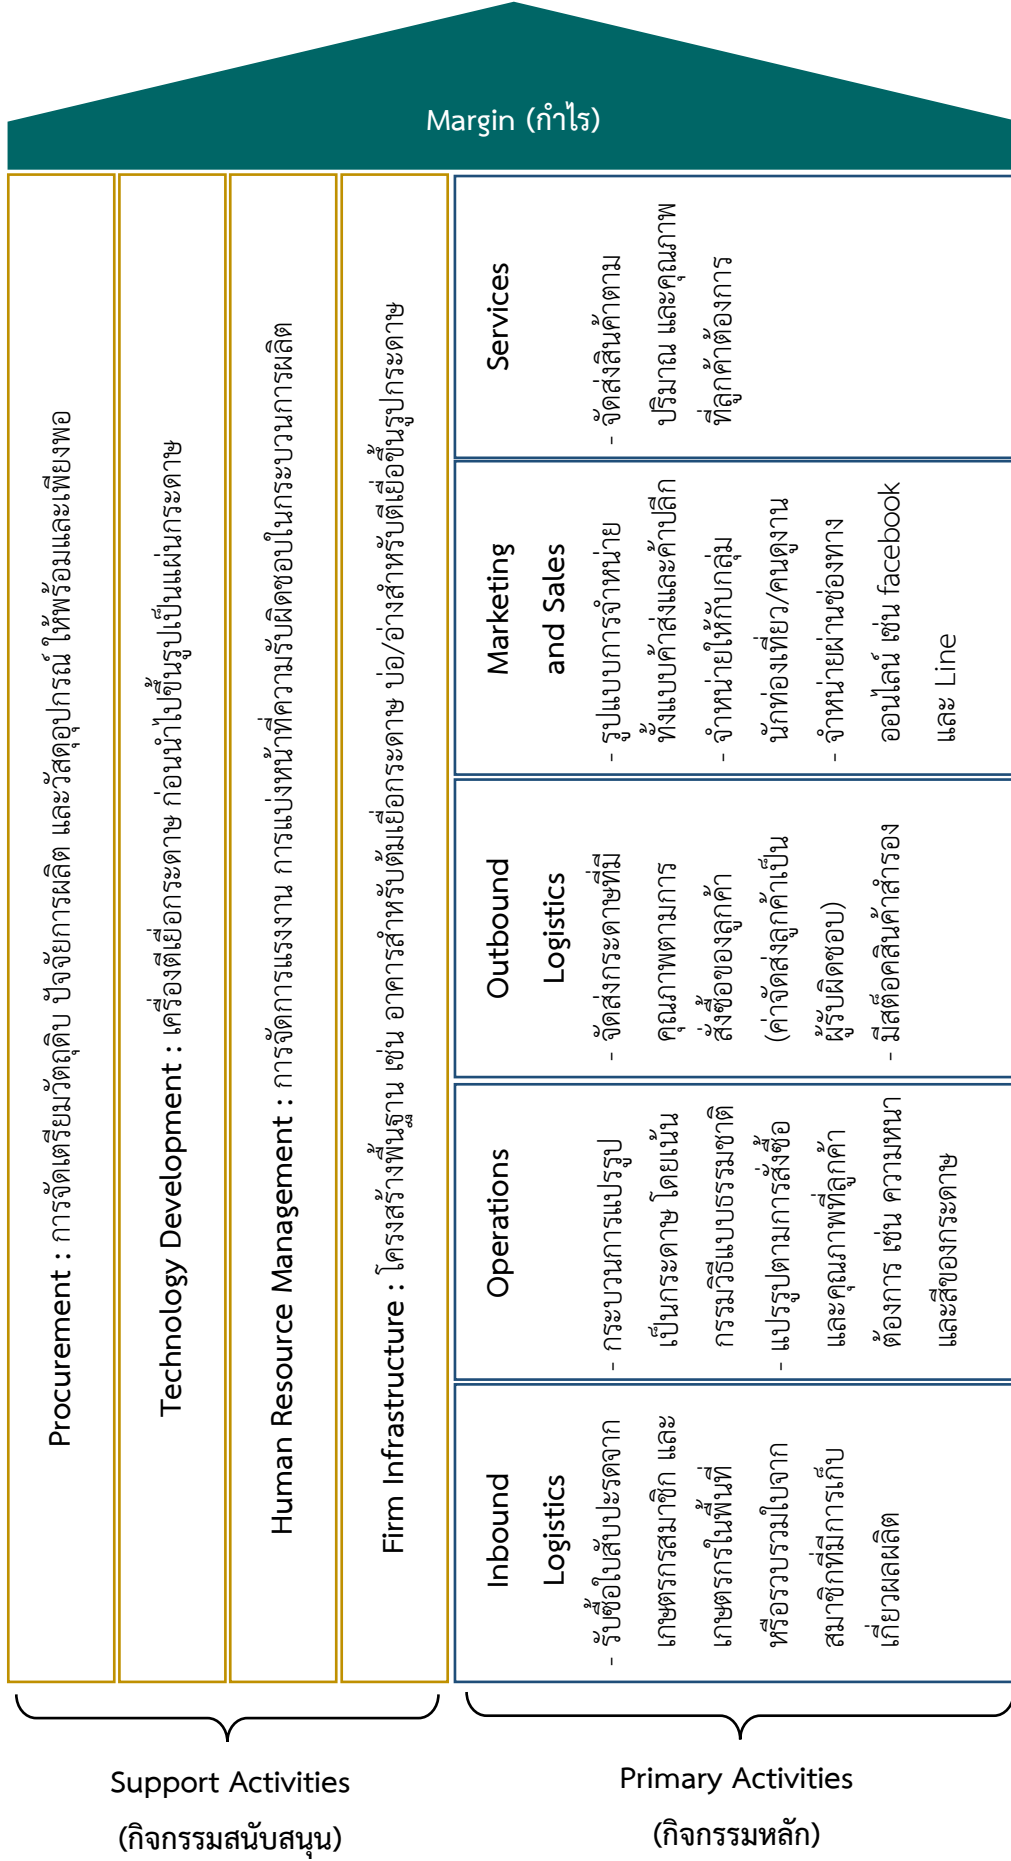 Margin (กำไร)
Procurement : การจัดเตรียมวัตถุดิบ ปัจจัยการผลิต และวัสดุอุปกรณ์ ให้พร้อมและเพียงพอ
Technology Development : เครื่องตีเยื่อกระดาษ ก่อนนำไปขึ้นรูปเป็นแผ่นกระดาษ
Human Resource Management : การจัดการแรงงาน การแบ่งหน้าที่ความรับผิดชอบในกระบวนการผลิต
Firm Infrastructure : โครงสร้างพื้นฐาน เช่น อาคารสำหรับต้มเยื่อกระดาษ บ่อ/อ่างสำหรับตีเยื่อขึ้นรูปกระดาษ
Inbound
Logistics
- รับซื้อใบสับปะรดจาก
เกษตรกรสมาชิก และ
เกษตรกรในพื้นที่
หรือรวบรวมใบจาก
สมาชิกที่มีการเก็บ
เกี่ยวผลผลิต
Operations
- กระบวนการแปรรูป
เป็นกระดาษ โดยเน้น
กรรมวิธีแบบธรรมชาติ
- แปรรูปตามการสั่งซื้อ
และคุณภาพที่ลูกค้า
ต้องการ เช่น ความหนา
และสีของกระดาษ
Outbound
Logistics
- จัดส่งกระดาษที่มี
คุณภาพตามการ
สั่งซื้อของลูกค้า
(ค่าจัดส่งลูกค้าเป็น
ผู้รับผิดชอบ)
- มีสต็อคสินค้าสำรอง
Marketing
and Sales
- รูปแบบการจำหน่าย
ทั้งแบบค้าส่งและค้าปลีก
- จำหน่ายให้กับกลุ่ม
นักท่องเที่ยว/คนดูงาน
- จำหน่ายผ่านช่องทาง
ออนไลน์ เช่น facebook
และ Line
Services
- จัดส่งสินค้าตาม
ปริมาณ และคุณภาพ
ที่ลูกค้าต้องการ
Support Activities
(กิจกรรมสนับสนุน)
Primary Activities
(กิจกรรมหลัก)